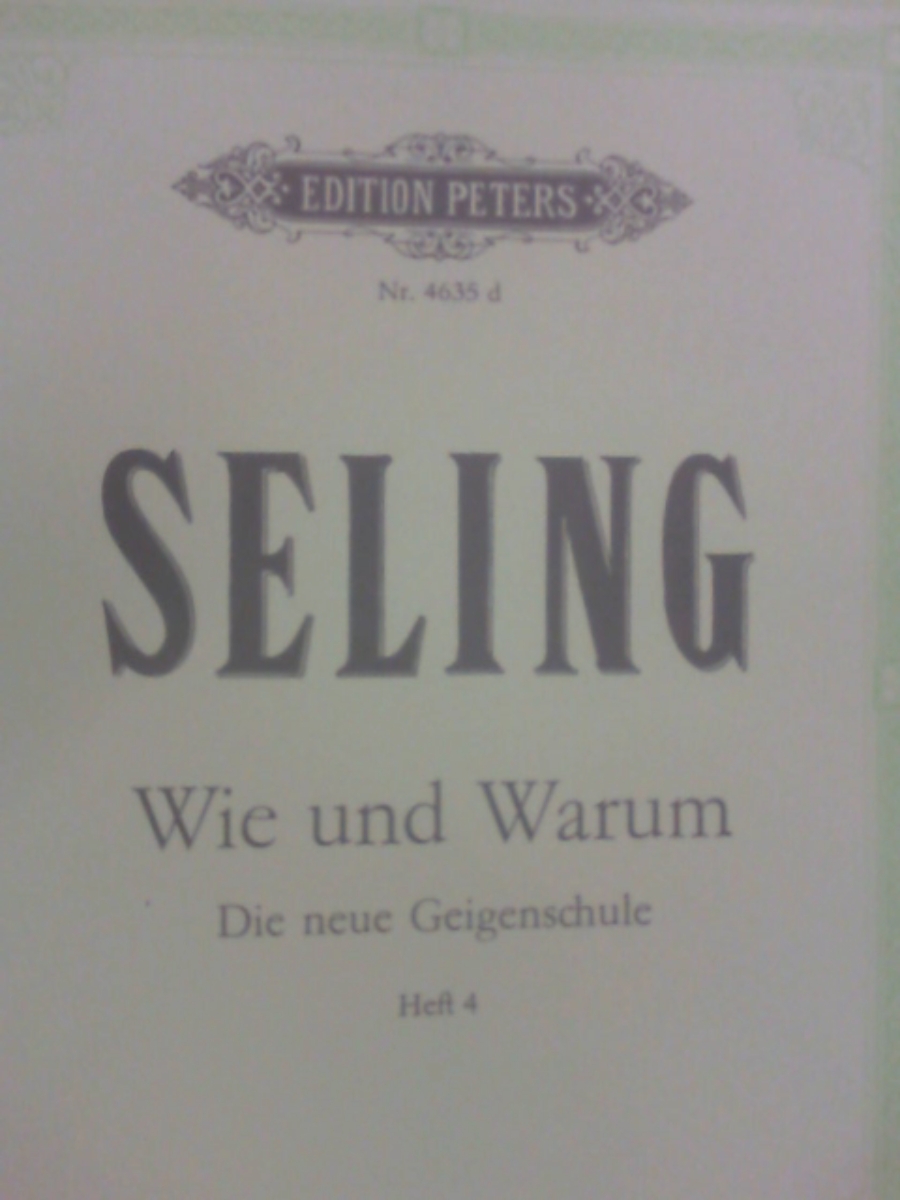 EDITION PETERS
Nr. 4635 d
SELING
Wie und Warum
Die neue Geigenschule
Heft 4